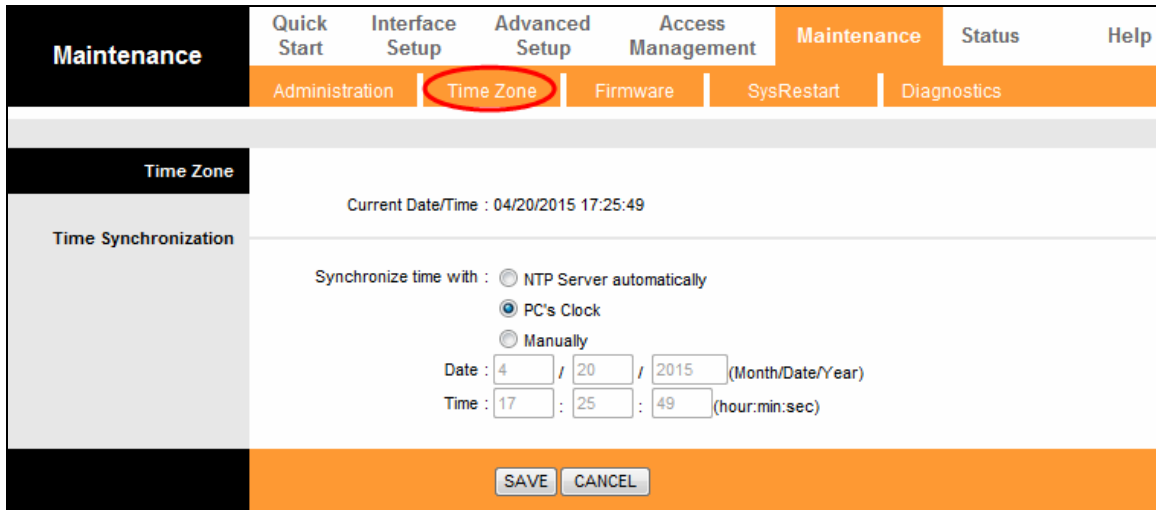 Maintenance
Quick Start
Interface Setup
Advanced Setup
Access Management
Maintenance
Status
Help
Administration
Time Zone
Firmware
SysRestart
Diagnostics
Time Zone
Current Date/Time : 04/20/2015 17:25:49
Time Synchronization
Synchronize time with : NTP Server automatically
PC's Clock
Manually
Date : 4 / 20 / 2015 (Month/Date/Year)
Time : 17 : 25 : 49 (hour:min:sec)
SAVE CANCEL